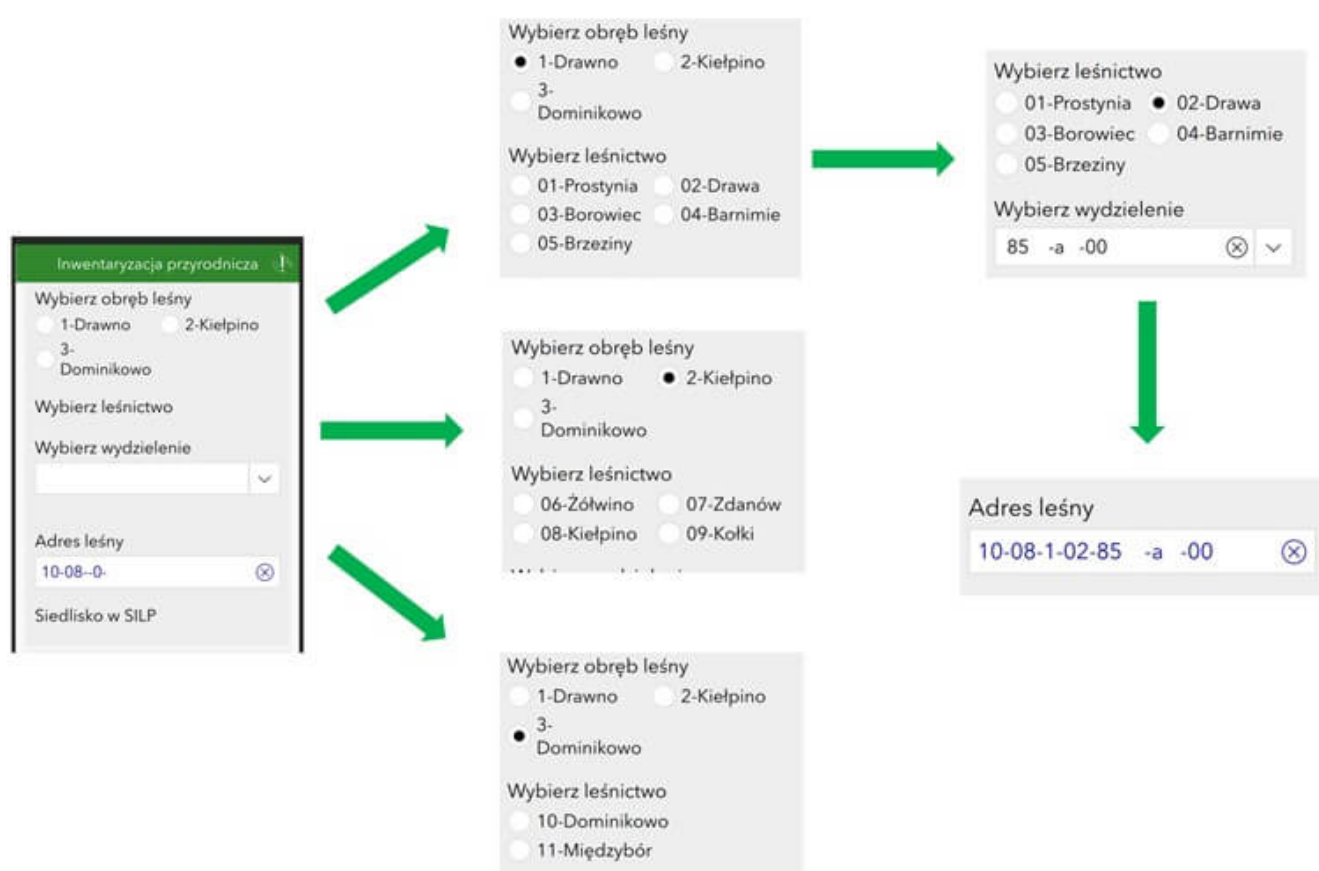 Inwentaryzacja przyrodnicza
Wybierz obręb leśny
1-Drawno 2-Kiełpino
3-
Dominikowo
Wybierz leśnictwo
Wybierz wydzielenie
Adres leśny
10-08--0-
Siedlisko w SILP
Wybierz obręb leśny
1-Drawno 2-Kiełpino
3-
Dominikowo
Wybierz leśnictwo
01-Prostynia 02-Drawa
03-Borowiec 04-Barnimie
05-Brzeziny
Wybierz obręb leśny
1-Drawno 2-Kiełpino
3-
Dominikowo
Wybierz leśnictwo
06-Żółwino 07-Zdanów
08-Kiełpino 09-Kołki
Wybierz obręb leśny
1-Drawno 2-Kiełpino
3-
Dominikowo
Wybierz leśnictwo
10-Dominikowo
11-Międzybór
Wybierz leśnictwo
01-Prostynia 02-Drawa
03-Borowiec 04-Barnimie
05-Brzeziny
Wybierz wydzielenie
85 -a -00
Adres leśny
10-08-1-02-85 -a -00